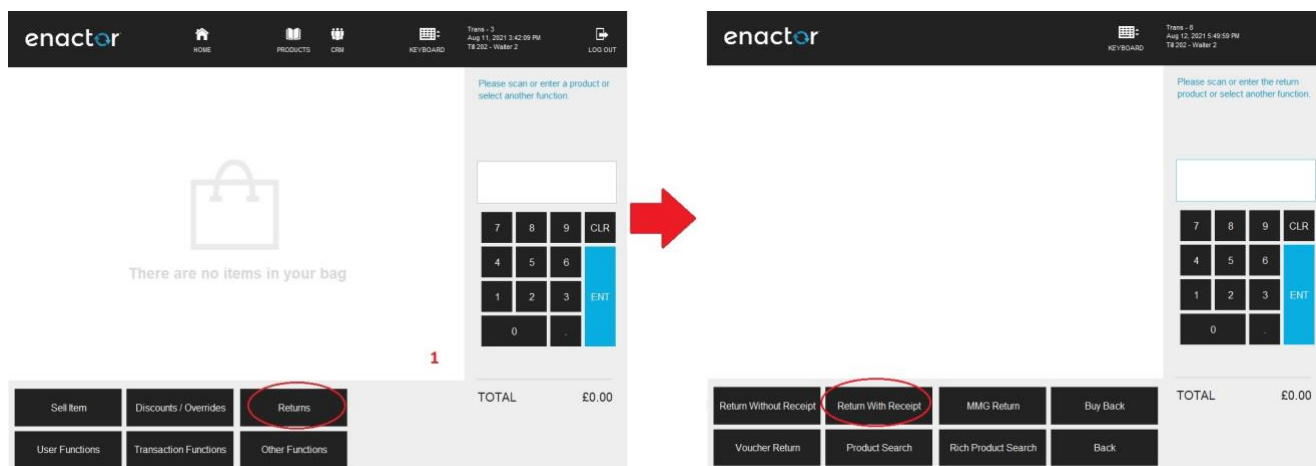 enactor
HOME
PRODUCTS
CRM
KEYBOARD
Trans - 3
Aug 11, 2021 3:42:09 PM
Till 202 - Waiter 2
LOG OUT
Please scan or enter a product or
select another function.
There are no items in your bag
7 8 9 CLR
4 5 6
1 2 3 ENT
0 .
1
TOTAL £0.00
Sell Item Discounts / Overrides Returns
User Functions Transaction Functions Other Functions
enactor
KEYBOARD
Trans - 8
Aug 12, 2021 5:49:59 PM
Till 202 - Waiter 2
Please scan or enter the return
product or select another function.
7 8 9 CLR
4 5 6
1 2 3 ENT
0 .
TOTAL £0.00
Return Without Receipt Return With Receipt MMG Return Buy Back
Voucher Return Product Search Rich Product Search Back